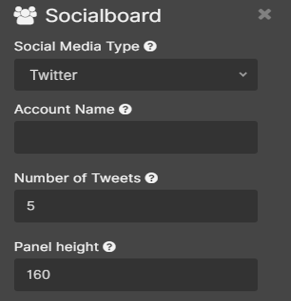 Socialboard
Social Media Type
Twitter
Account Name
Number of Tweets
5
Panel height
160